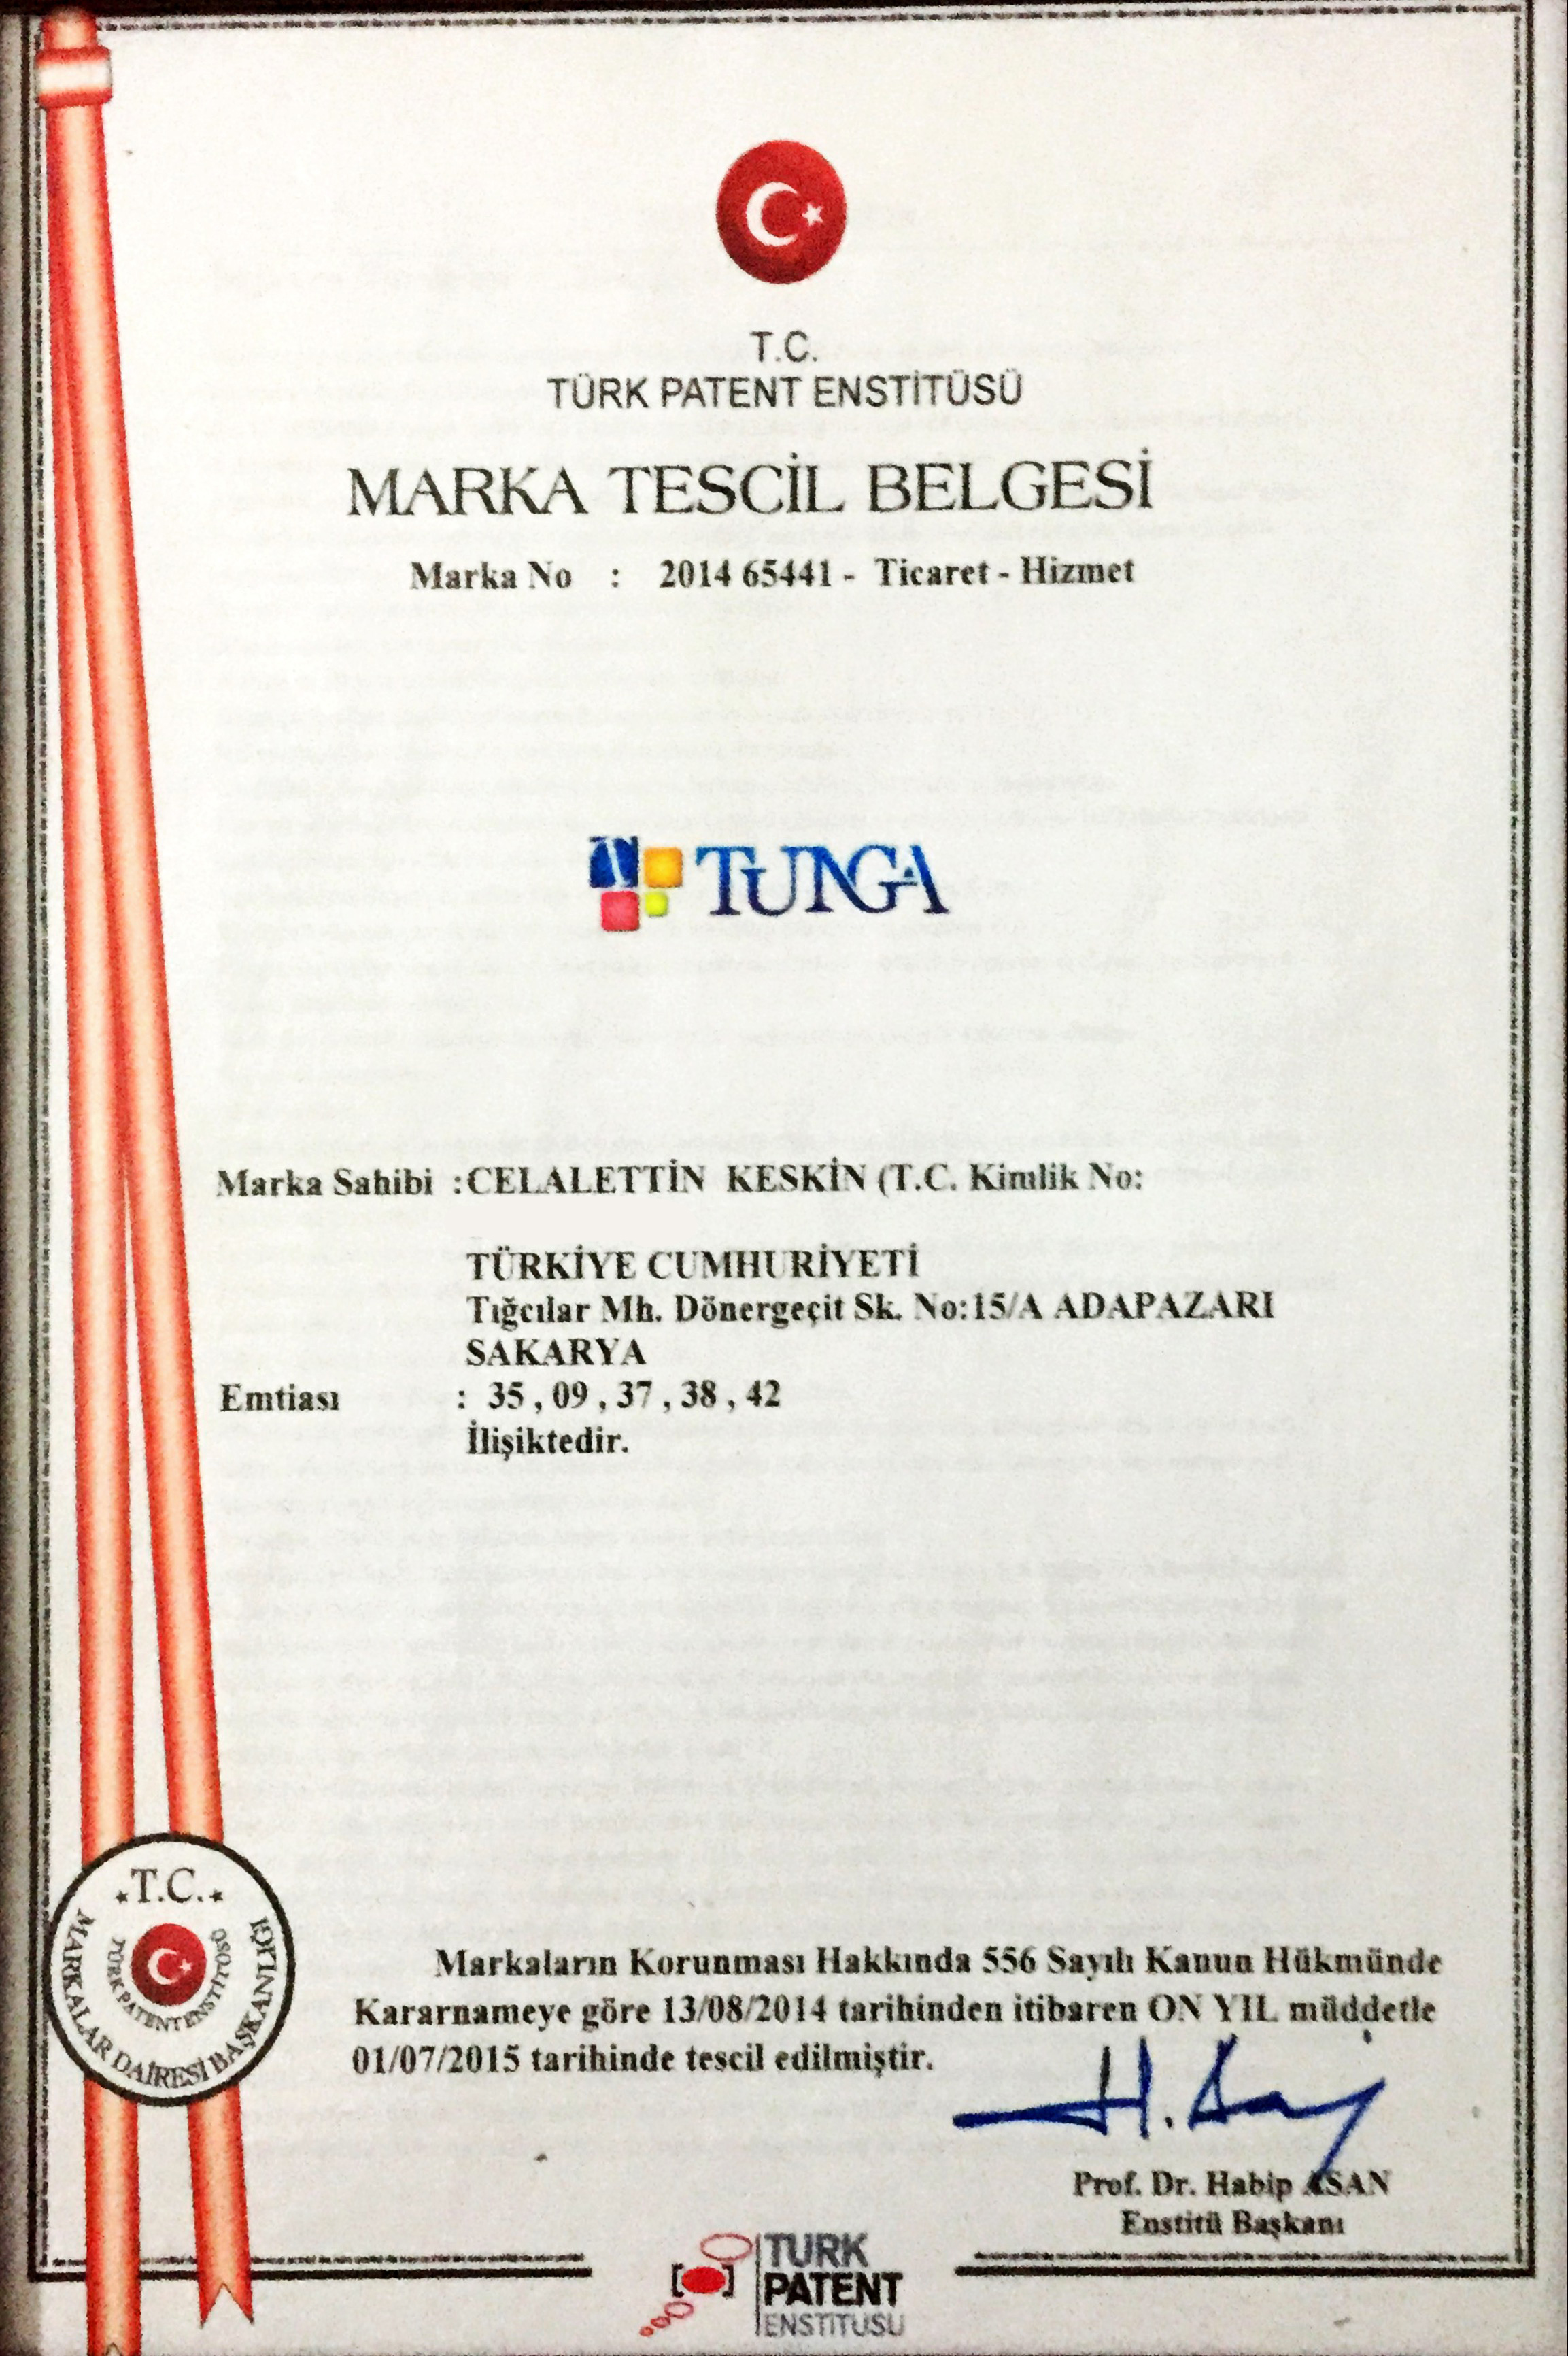 T.C.
TÜRK PATENT ENSTİTÜSÜ
MARKA TESCİL BELGESİ
Marka No : 2014 65441 - Ticaret - Hizmet
TUNGA
Marka Sahibi :CELALETTİN KESKİN (T.C. Kimlik No:
TÜRKİYE CUMHURİYETİ
Tığcılar Mh. Dönergeçit Sk. No:15/A ADAPAZARI
SAKARYA
Emtiası : 35 , 09 , 37 , 38 , 42
İlişiktedir.
T.C.
TÜRK PATENT ENSTİTÜSÜ
MARKALAR DAİRESİ BAŞKANLIĞI
Markaların Korunması Hakkında 556 Sayılı Kanun Hükmünde
Kararnameye göre 13/08/2014 tarihinden itibaren ON YIL müddetle
01/07/2015 tarihinde tescil edilmiştir.
H. Asan
Prof. Dr. Habip ASAN
Enstitü Başkanı
TURK
PATENT
ENSTITUSU